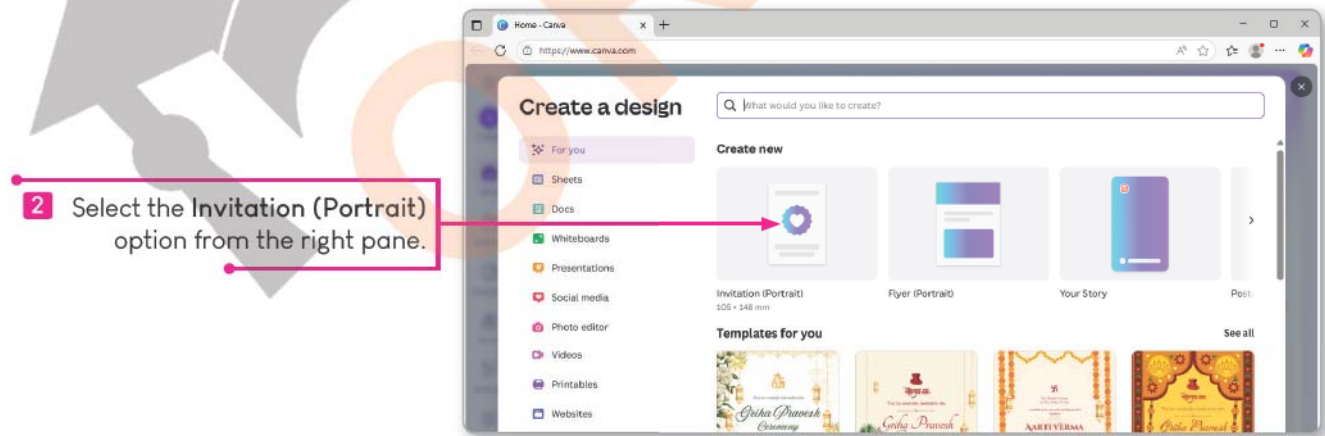 Home - Canva
https://www.canva.com
Create a design
What would you like to create?
For you
Sheets
Docs
Whiteboards
Presentations
Social media
Photo editor
Videos
Printables
Websites
Create new
Invitation (Portrait)
105 × 148 mm
Flyer (Portrait)
Your Story
Post
Templates for you
See all
Griha Pravesh
Ceremony
Griha Pravesh
AARTI VERMA
Griha Pravesh
2 Select the Invitation (Portrait)
option from the right pane.